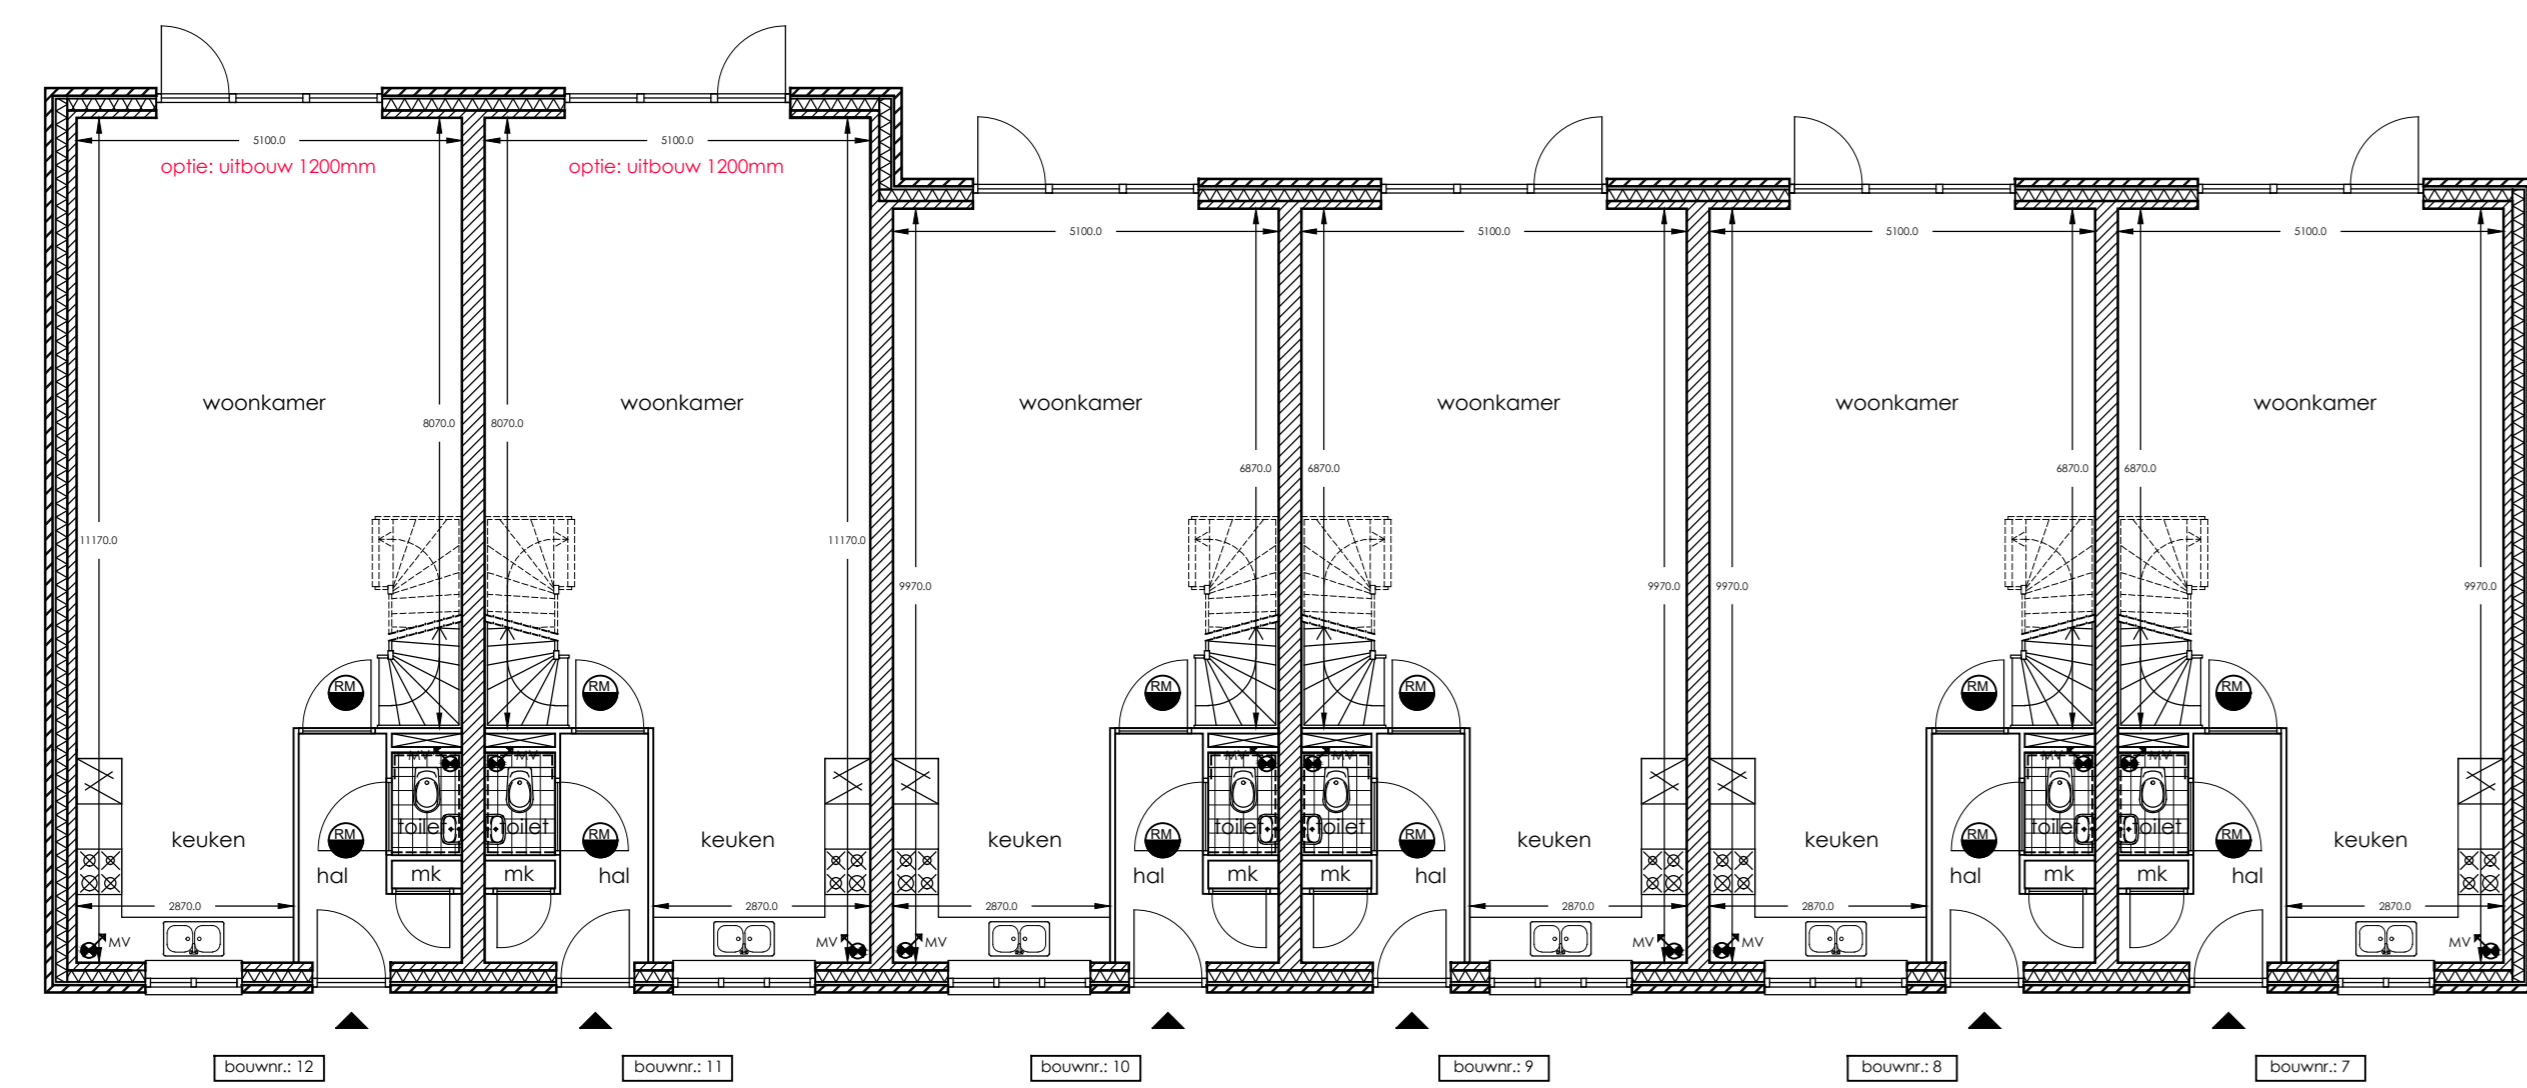 5100.0 5100.0
optie: uitbouw 1200mm optie: uitbouw 1200mm
5100.0 5100.0 5100.0 5100.0
woonkamer woonkamer woonkamer woonkamer woonkamer woonkamer
8070.0 8070.0
6870.0 6870.0 6870.0 6870.0
11170.0 11170.0
9970.0 9970.0 9970.0 9970.0
RM RM RM RM RM RM
MV MV MV MV MV MV
toilet toilet toilet toilet toilet toilet
RM RM RM RM RM RM
keuken keuken keuken keuken keuken keuken
hal mk mk hal hal mk mk hal hal mk mk hal
2870.0 2870.0 2870.0 2870.0 2870.0 2870.0
MV MV MV MV MV MV
bouwnr.: 12 bouwnr.: 11 bouwnr.: 10 bouwnr.: 9 bouwnr.: 8 bouwnr.: 7